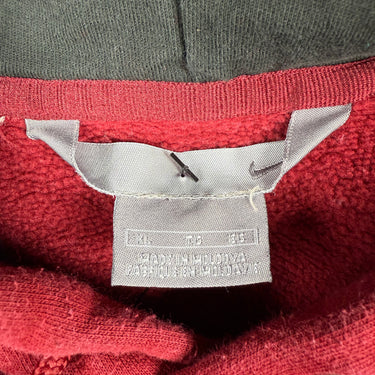 XL
MADE IN MOLDOVA
FABRIQUE EN MOLDAVIE